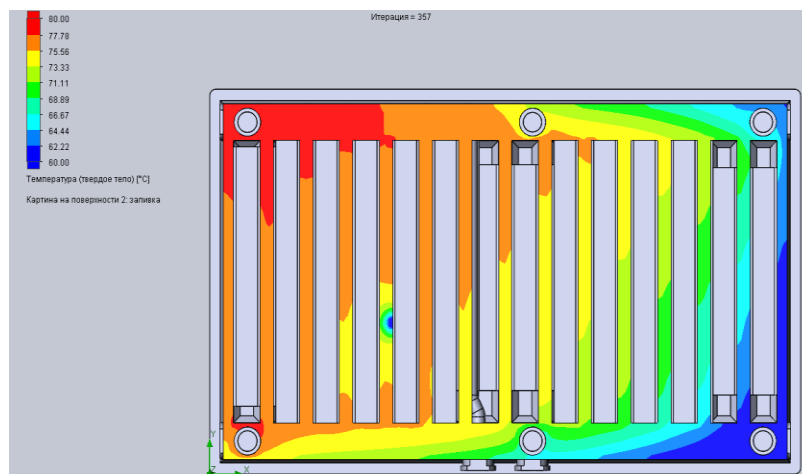 Итерация = 357
80.00
77.78
75.56
73.33
71.11
68.89
66.67
64.44
62.22
60.00
Температура (твердое тело) [°C]
Картина на поверхности 2: заливка
Y
Z
X